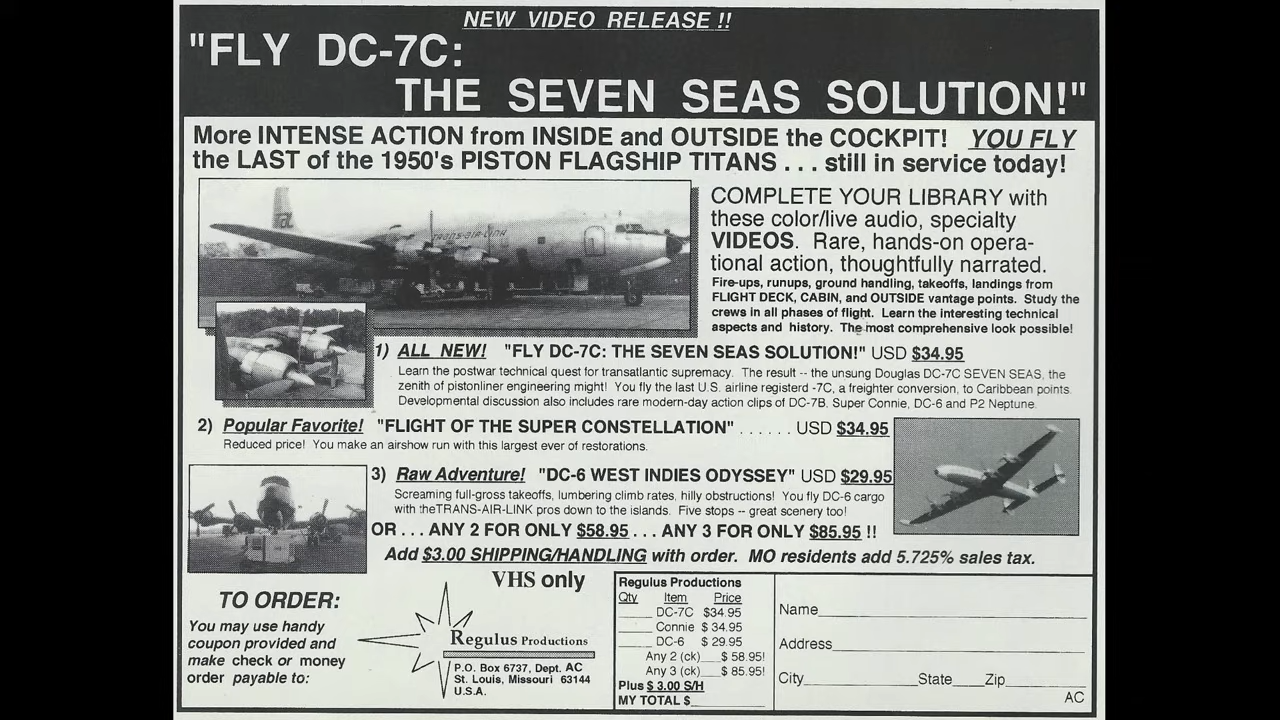 NEW VIDEO RELEASE !!
"FLY DC-7C:
THE SEVEN SEAS SOLUTION!"
More INTENSE ACTION from INSIDE and OUTSIDE the COCKPIT! YOU FLY
the LAST of the 1950's PISTON FLAGSHIP TITANS . . . still in service today!
TRANS-AIR-LINK
COMPLETE YOUR LIBRARY with
these color/live audio, specialty
VIDEOS. Rare, hands-on opera-
tional action, thoughtfully narrated.
Fire-ups, runups, ground handling, takeoffs, landings from
FLIGHT DECK, CABIN, and OUTSIDE vantage points. Study the
crews in all phases of flight. Learn the interesting technical
aspects and history. The most comprehensive look possible!
1) ALL NEW! "FLY DC-7C: THE SEVEN SEAS SOLUTION!" USD $34.95
Learn the postwar technical quest for transatlantic supremacy. The result -- the unsung Douglas DC-7C SEVEN SEAS, the
zenith of pistonliner engineering might! You fly the last U.S. airline registerd -7C, a freighter conversion, to Caribbean points.
Developmental discussion also includes rare modern-day action clips of DC-7B, Super Connie, DC-6 and P2 Neptune.
2) Popular Favorite! "FLIGHT OF THE SUPER CONSTELLATION" . . . . . . USD $34.95
Reduced price! You make an airshow run with this largest ever of restorations.
3) Raw Adventure! "DC-6 WEST INDIES ODYSSEY" USD $29.95
Screaming full-gross takeoffs, lumbering climb rates, hilly obstructions! You fly DC-6 cargo
with theTRANS-AIR-LINK pros down to the islands. Five stops -- great scenery too!
OR . . . ANY 2 FOR ONLY $58.95 . . . ANY 3 FOR ONLY $85.95 !!
Add $3.00 SHIPPING/HANDLING with order. MO residents add 5.725% sales tax.
VHS only
TO ORDER:
You may use handy
coupon provided and
make check or money
order payable to:
Regulus Productions
P.O. Box 6737, Dept. AC
St. Louis, Missouri 63144
U.S.A.
Regulus Productions
Qty Item Price
____ DC-7C $34.95
____ Connie $ 34.95
____ DC-6 $ 29.95
Any 2 (ck)___$ 58.95!
Any 3 (ck)___$ 85.95!
Plus $ 3.00 S/H
MY TOTAL $__________
Name________________
Address________________
City____________State____Zip__________
AC